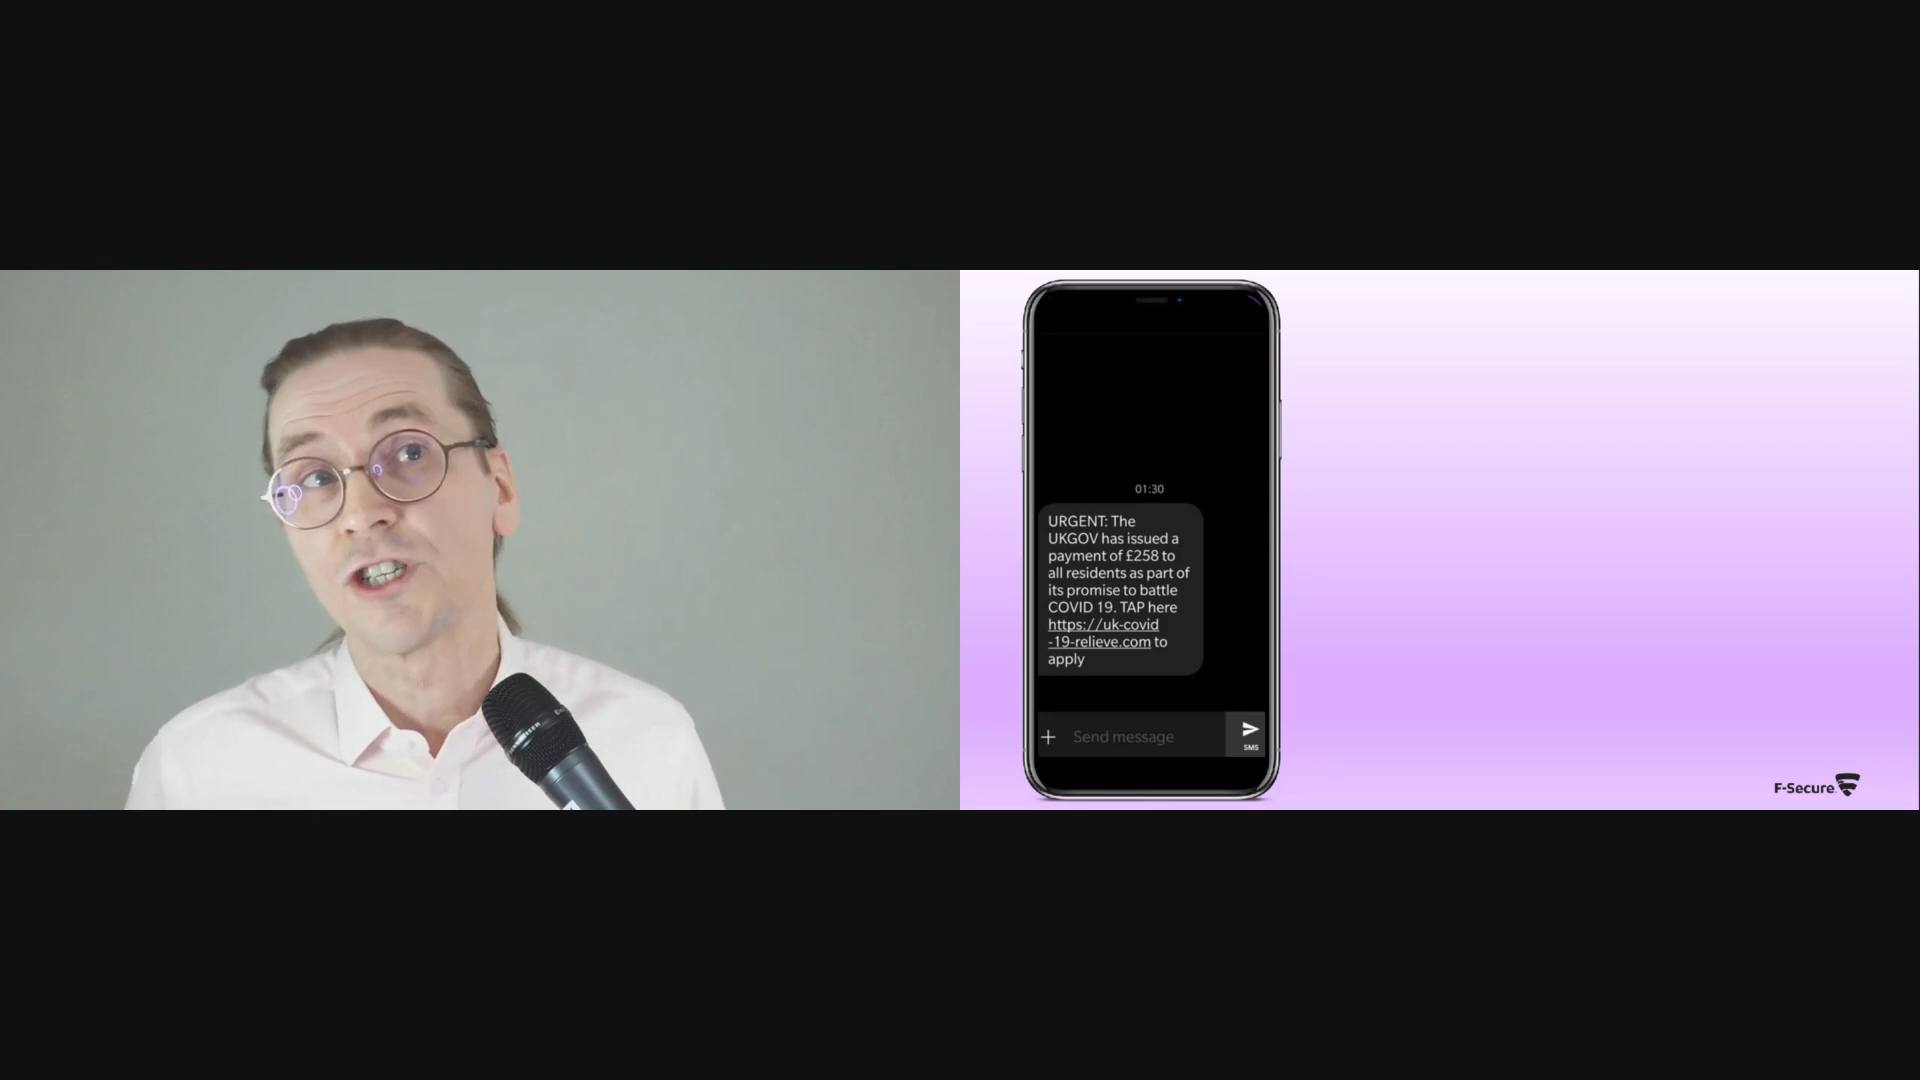 01:30
URGENT: The
UKGOV has issued a
payment of £258 to
all residents as part of
its promise to battle
COVID 19. TAP here
https://uk-covid
-19-relieve.com to
apply
Send message
SMS
F-Secure